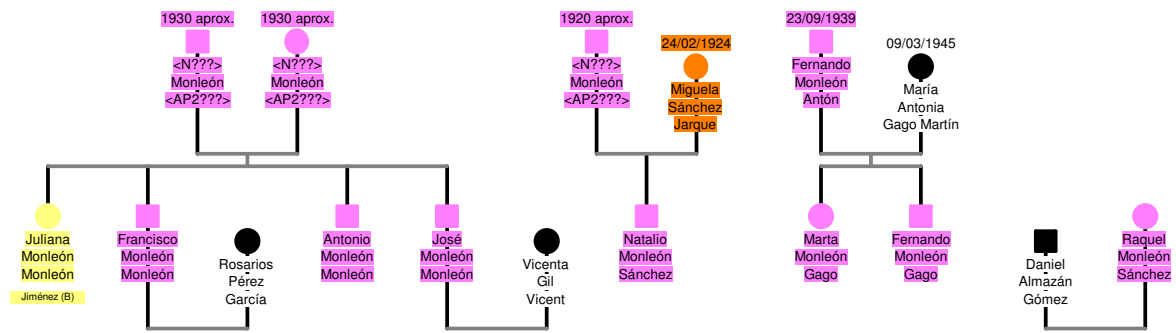 1930 aprox.
<N???>
Monleón
<AP2???>
1930 aprox.
<N???>
Monleón
<AP2???>
1920 aprox.
<N???>
Monleón
<AP2???>
24/02/1924
Miguela
Sánchez
Jarque
23/09/1939
Fernando
Monleón
Antón
09/03/1945
María
Antonia
Gago Martín
Juliana
Monleón
Monleón
Jiménez (B)
Francisco
Monleón
Monleón
Rosarios
Pérez
García
Antonio
Monleón
Monleón
José
Monleón
Monleón
Vicenta
Gil
Vicent
Natalio
Monleón
Sánchez
Marta
Monleón
Gago
Fernando
Monleón
Gago
Daniel
Almazán
Gómez
Raquel
Monleón
Sánchez